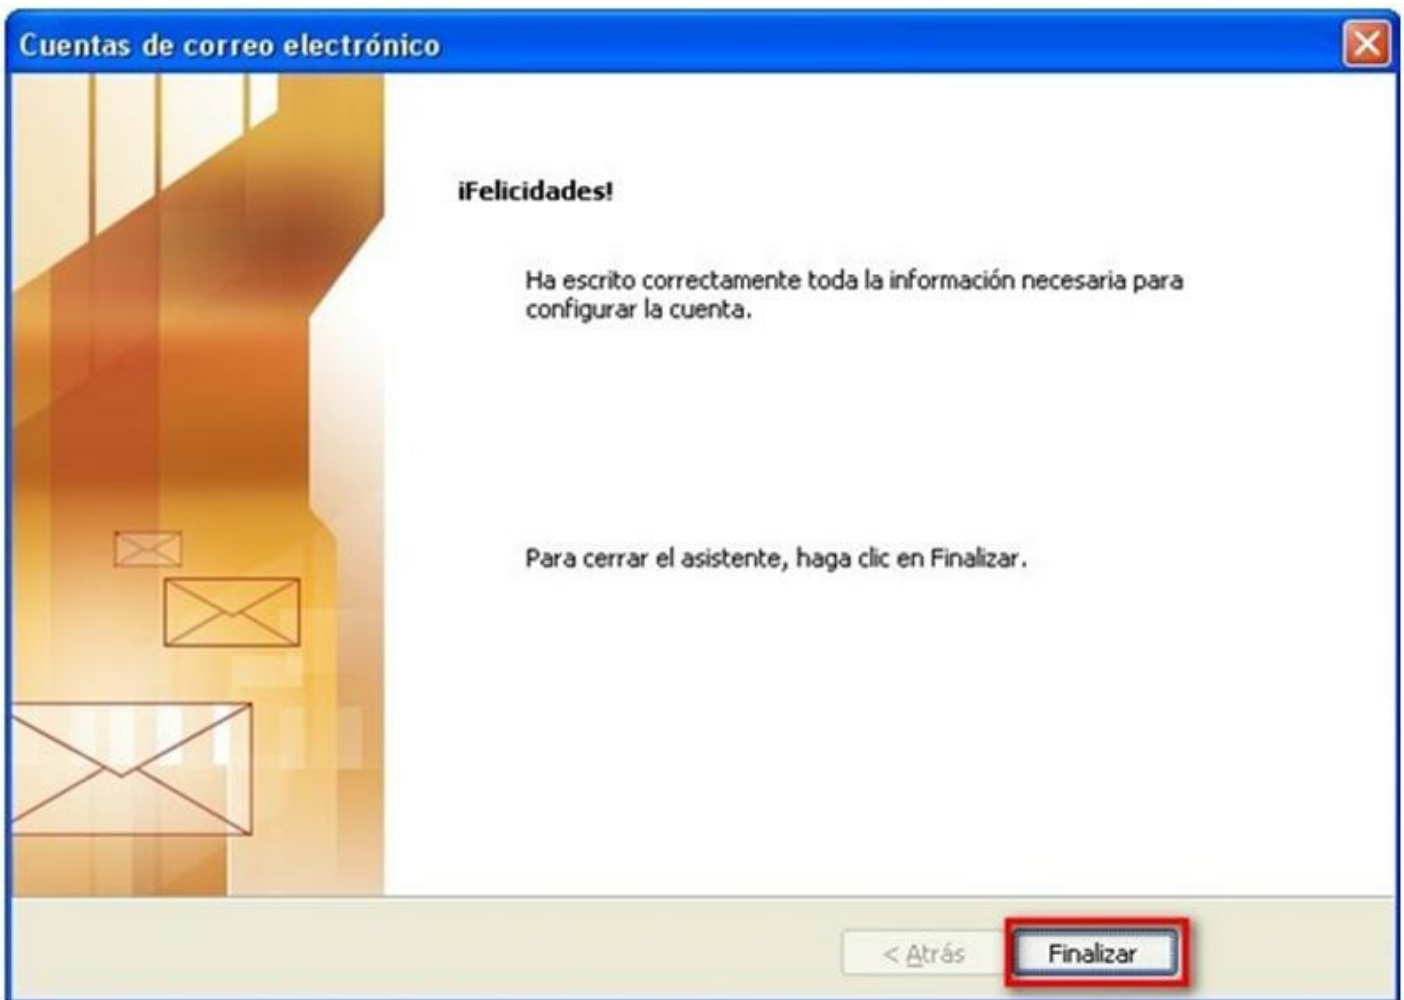 Cuentas de correo electrónico
¡Felicidades!
Ha escrito correctamente toda la información necesaria para
configurar la cuenta.
Para cerrar el asistente, haga clic en Finalizar.
< Atrás
Finalizar